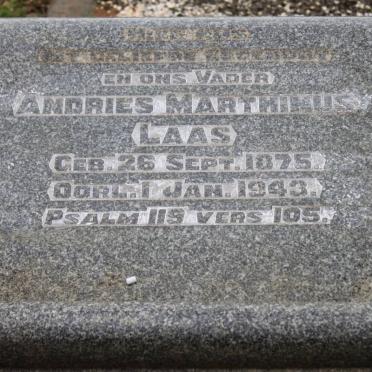 EN ONS VADER
ANDRIES MARTHINUS
LAAS
GEB. 26 SEPT. 1875.
OORL. 1 JAN. 1943.
PSALM 119 VERS 105.